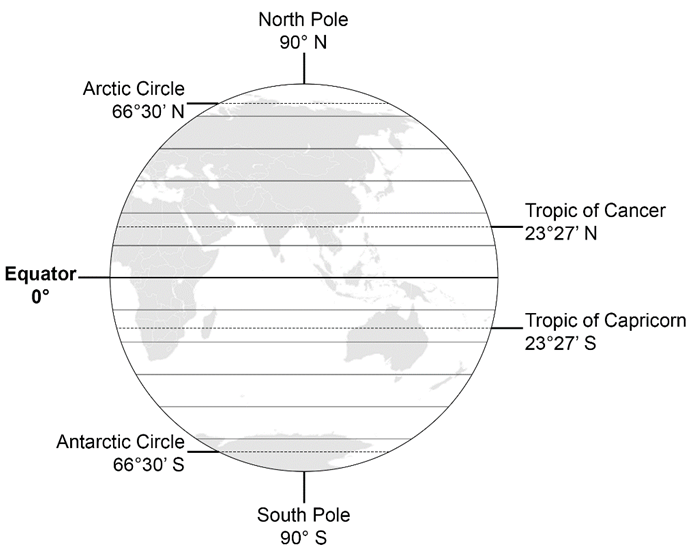 North Pole
90° N
Arctic Circle
66°30’ N
Tropic of Cancer
23°27’ N
Equator
0°
Tropic of Capricorn
23°27’ S
Antarctic Circle
66°30’ S
South Pole
90° S